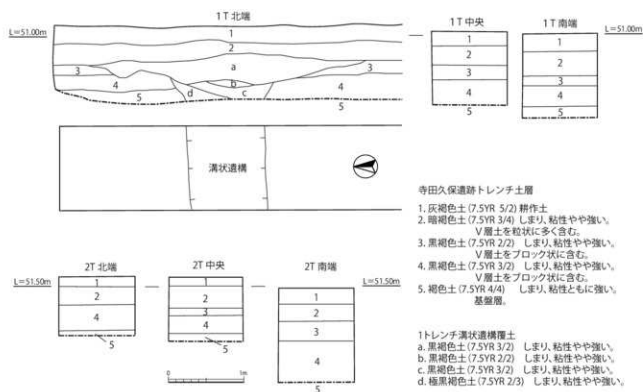 1T 北端
L=51.00m
1
2
3
a
3
4
b
4
d
c
5
5
1T 中央
1
2
3
4
1T 南端
L=51.00m
1
2
3
4
5
溝状遺構
寺田久保遺跡トレンチ土層
1. 灰褐色土(7.5YR 5/2) 耕作土
2. 暗褐色土(7.5YR 3/4) しまり、粘性やや強い。
V層土を粒状に多く含む。
3. 黒褐色土(7.5YR 2/2) しまり、粘性やや強い。
V層土をブロック状に含む。
4. 黒褐色土(7.5YR 3/2) しまり、粘性やや強い。
V層土をブロック状に含む。
5. 褐色土(7.5YR 4/4) しまり、粘性ともに強い。
基盤層。
2T 北端
L=51.50m
1
2
4
5
2T 中央
1
2
3
4
5
2T 南端
L=51.50m
1
2
3
4
5
0 1m
1トレンチ溝状遺構覆土
a. 黒褐色土(7.5YR 3/2) しまり、粘性やや強い。
b. 黒褐色土(7.5YR 2/2) しまり、粘性やや強い。
c. 黒褐色土(7.5YR 3/2) しまり、粘性やや強い。
d. 極黒褐色土(7.5YR 2/3) しまり、粘性やや強い。